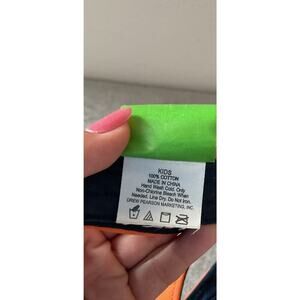 KIDS
100% COTTON
MADE IN CHINA
Hand Wash Cold. Only
Non-Chlorine Bleach When
Needed. Line Dry. Do Not Iron.
DREW PEARSON MARKETING, INC.